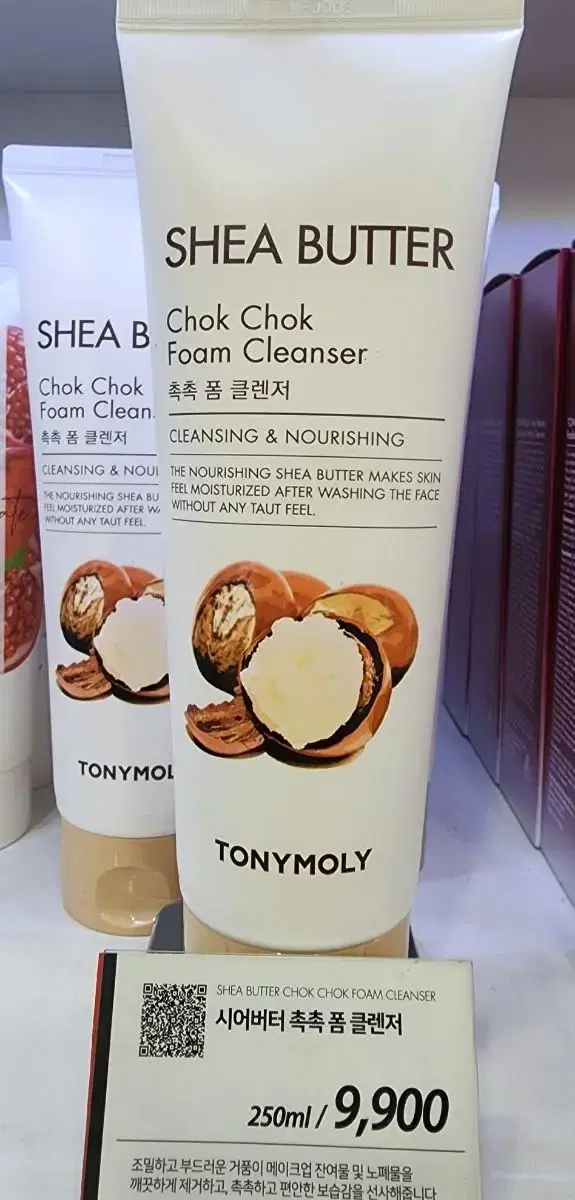 SHEA BUTTER
Chok Chok
Foam Cleanser
촉촉 폼 클렌저
CLEANSING & NOURISHING
THE NOURISHING SHEA BUTTER MAKES SKIN
FEEL MOISTURIZED AFTER WASHING THE FACE
WITHOUT ANY TAUT FEEL.
TONYMOLY
SHEA B
Chok Chok
Foam Clean
촉촉 폼 클렌저
CLEANSING & NOU
THE NOURISHING SHEA BU
FEEL MOISTURIZED AFTER WA
WITHOUT ANY TAUT FEEL.
TONYMOL
SHEA BUTTER CHOK CHOK FOAM CLEANSER
시어버터 촉촉 폼 클렌저
250ml / 9,900
조밀하고 부드러운 거품이 메이크업 잔여물 및 노폐물을
깨끗하게 제거하고, 촉촉하고 편안한 보습감을 선사해줍니다